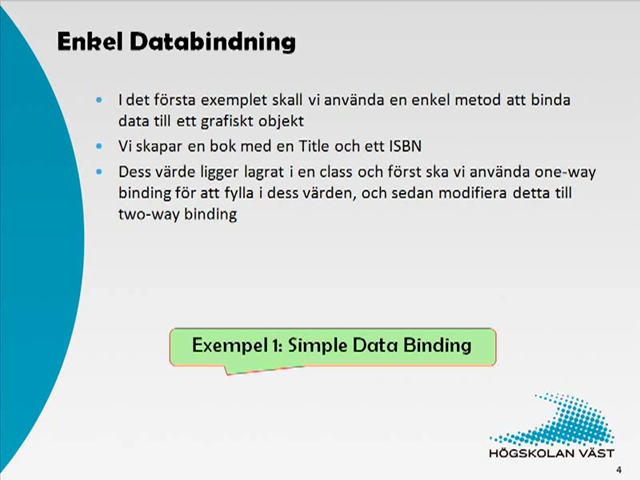 Enkel Databindning
I det första exemplet skall vi använda en enkel metod att binda
data till ett grafiskt objekt
Vi skapar en bok med en Title och ett ISBN
Dess värde ligger lagrat i en class och först ska vi använda one-way
binding för att fylla i dess värden, och sedan modifiera detta till
two-way binding
Exempel 1: Simple Data Binding
HÖGSKOLAN VÄST
4